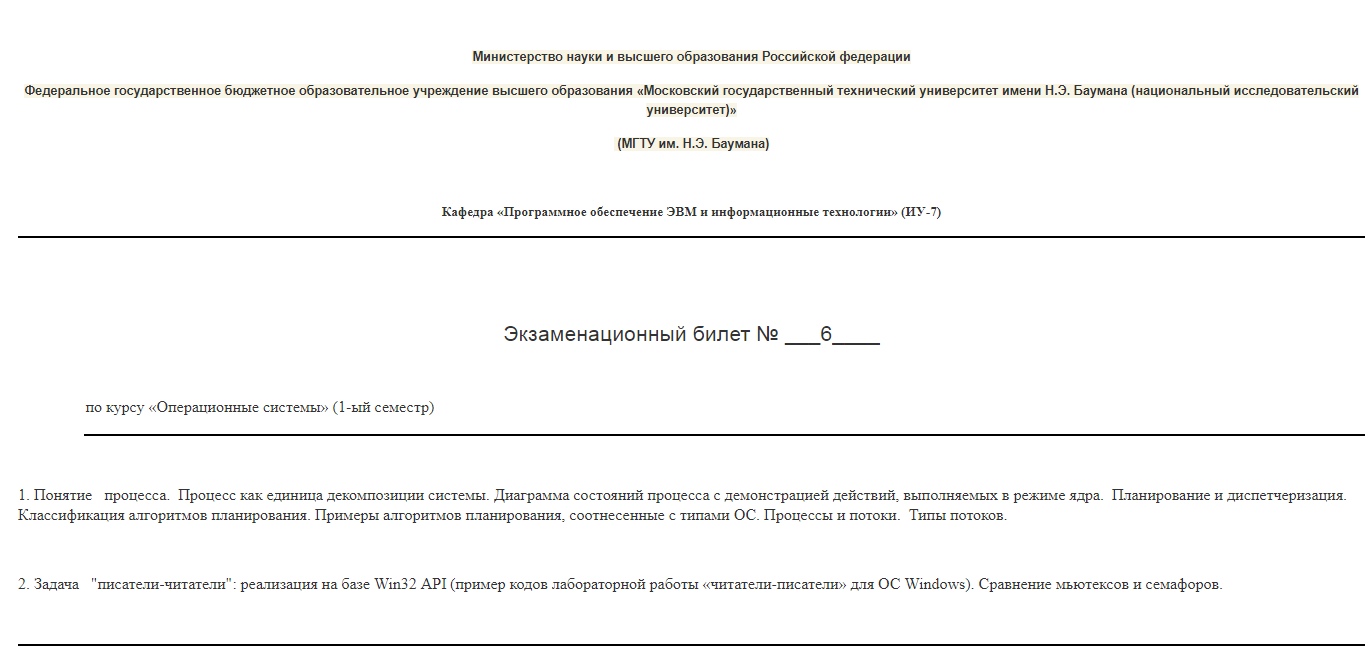 Министерство науки и высшего образования Российской федерации
Федеральное государственное бюджетное образовательное учреждение высшего образования «Московский государственный технический университет имени Н.Э. Баумана (национальный исследовательский
университет)»
(МГТУ им. Н.Э. Баумана)
Кафедра «Программное обеспечение ЭВМ и информационные технологии» (ИУ-7)
Экзаменационный билет № ___6____
по курсу «Операционные системы» (1-ый семестр)
1. Понятие процесса. Процесс как единица декомпозиции системы. Диаграмма состояний процесса с демонстрацией действий, выполняемых в режиме ядра. Планирование и диспетчеризация.
Классификация алгоритмов планирования. Примеры алгоритмов планирования, соотнесенные с типами ОС. Процессы и потоки. Типы потоков.
2. Задача "писатели-читатели": реализация на базе Win32 API (пример кодов лабораторной работы «читатели-писатели» для ОС Windows). Сравнение мьютексов и семафоров.